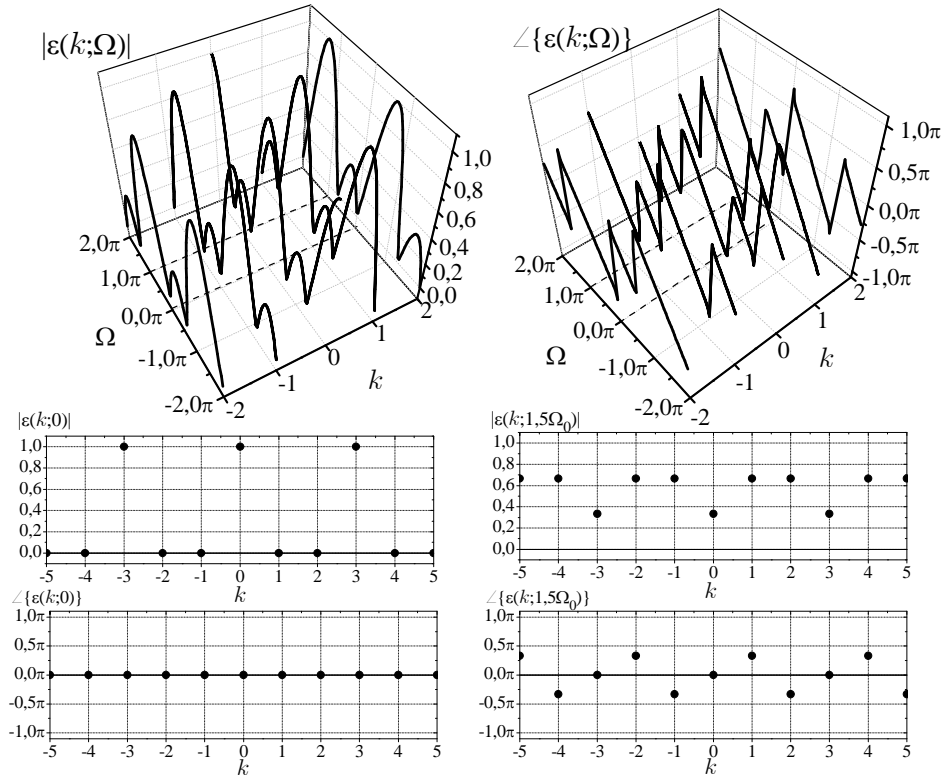 |ε(k;Ω)|
∠{ε(k;Ω)}
1,0
0,8
0,6
0,4
0,2
0,0
2,0π
1,0π
0,0π
-1,0π
-2,0π
Ω
-2
-1
0
1
2
k
1,0π
0,5π
0,0π
-0,5π
-1,0π
2,0π
1,0π
0,0π
-1,0π
-2,0π
Ω
-2
-1
0
1
2
k
|ε(k;0)|
1,0
0,8
0,6
0,4
0,2
0,0
-5 -4 -3 -2 -1 0 1 2 3 4 5
k
|ε(k;1,5Ω₀)|
1,0
0,8
0,6
0,4
0,2
0,0
-5 -4 -3 -2 -1 0 1 2 3 4 5
k
∠{ε(k;0)}
1,0π
0,5π
0,0π
-0,5π
-1,0π
-5 -4 -3 -2 -1 0 1 2 3 4 5
k
∠{ε(k;1,5Ω₀)}
1,0π
0,5π
0,0π
-0,5π
-1,0π
-5 -4 -3 -2 -1 0 1 2 3 4 5
k